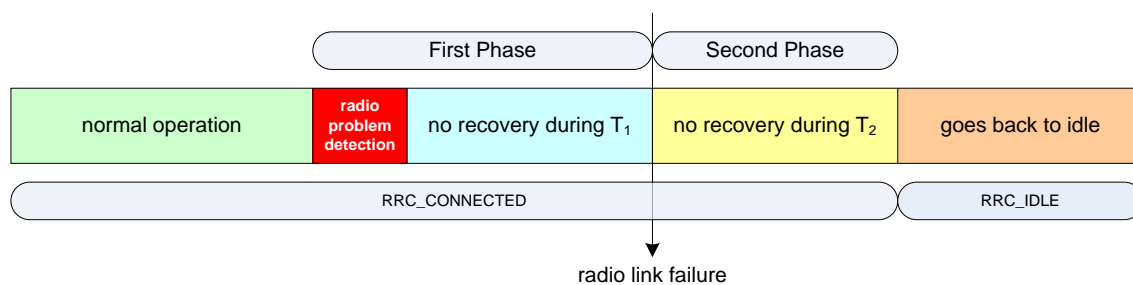 First Phase
Second Phase
normal operation
radio
problem
detection
no recovery during T₁
no recovery during T₂
goes back to idle
RRC_CONNECTED
RRC_IDLE
radio link failure